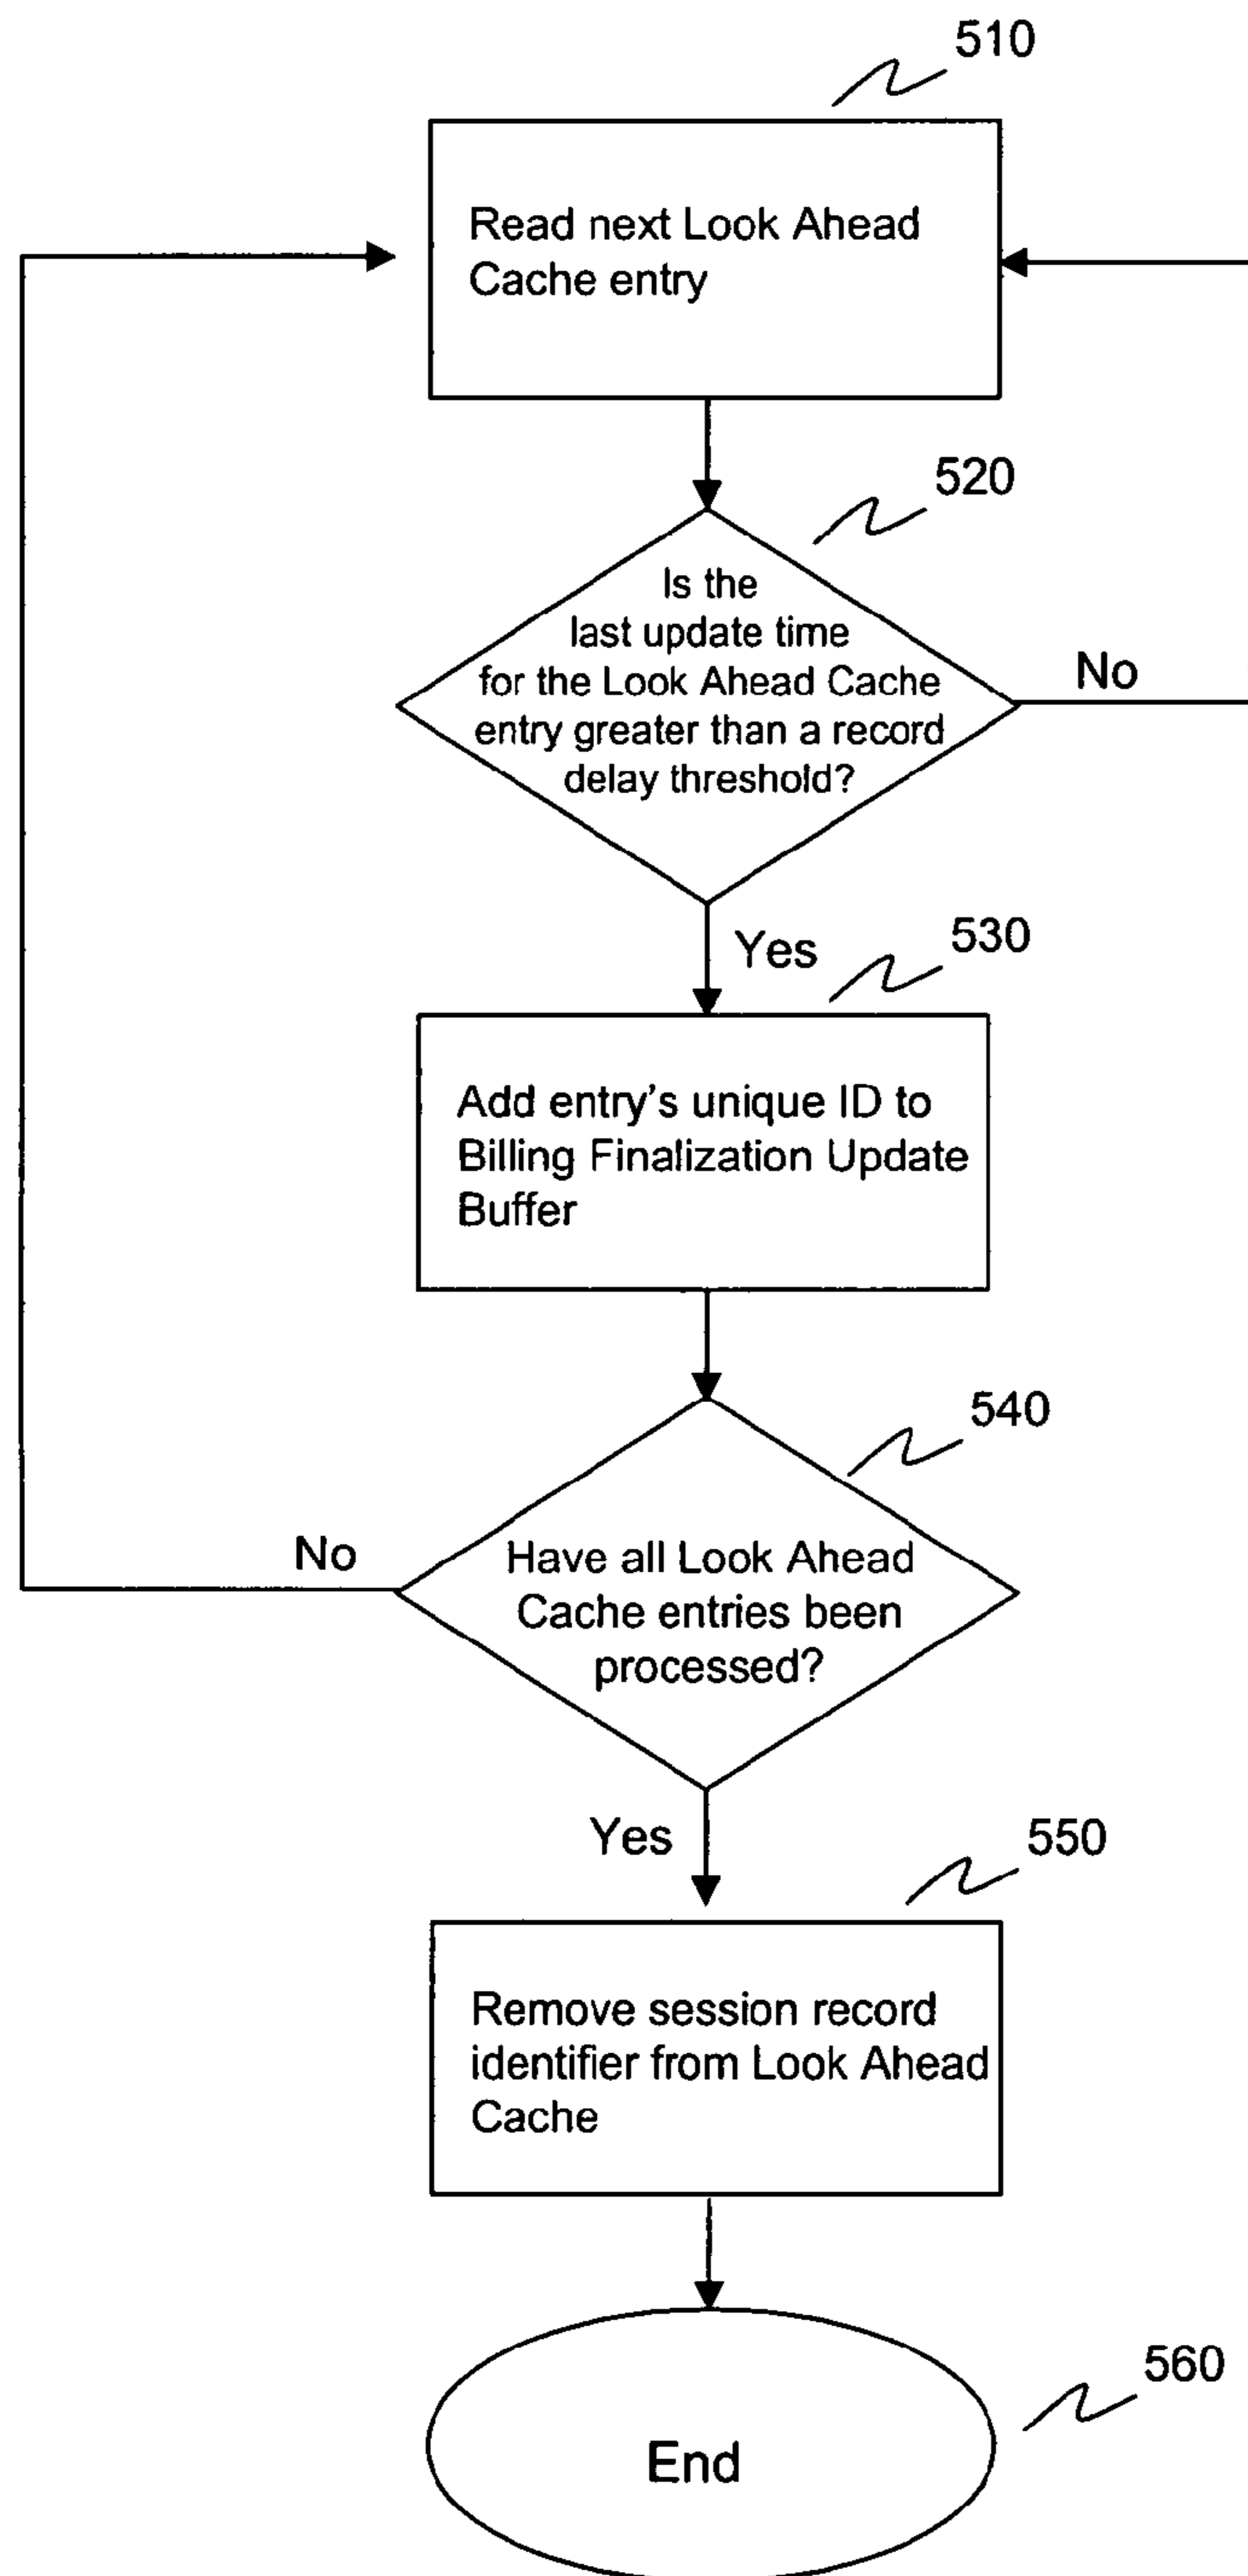 510
Read next Look Ahead
Cache entry
520
Is the
last update time
for the Look Ahead Cache
entry greater than a record
delay threshold?
No
Yes
530
Add entry's unique ID to
Billing Finalization Update
Buffer
540
Have all Look Ahead
Cache entries been
processed?
No
Yes
550
Remove session record
identifier from Look Ahead
Cache
560
End